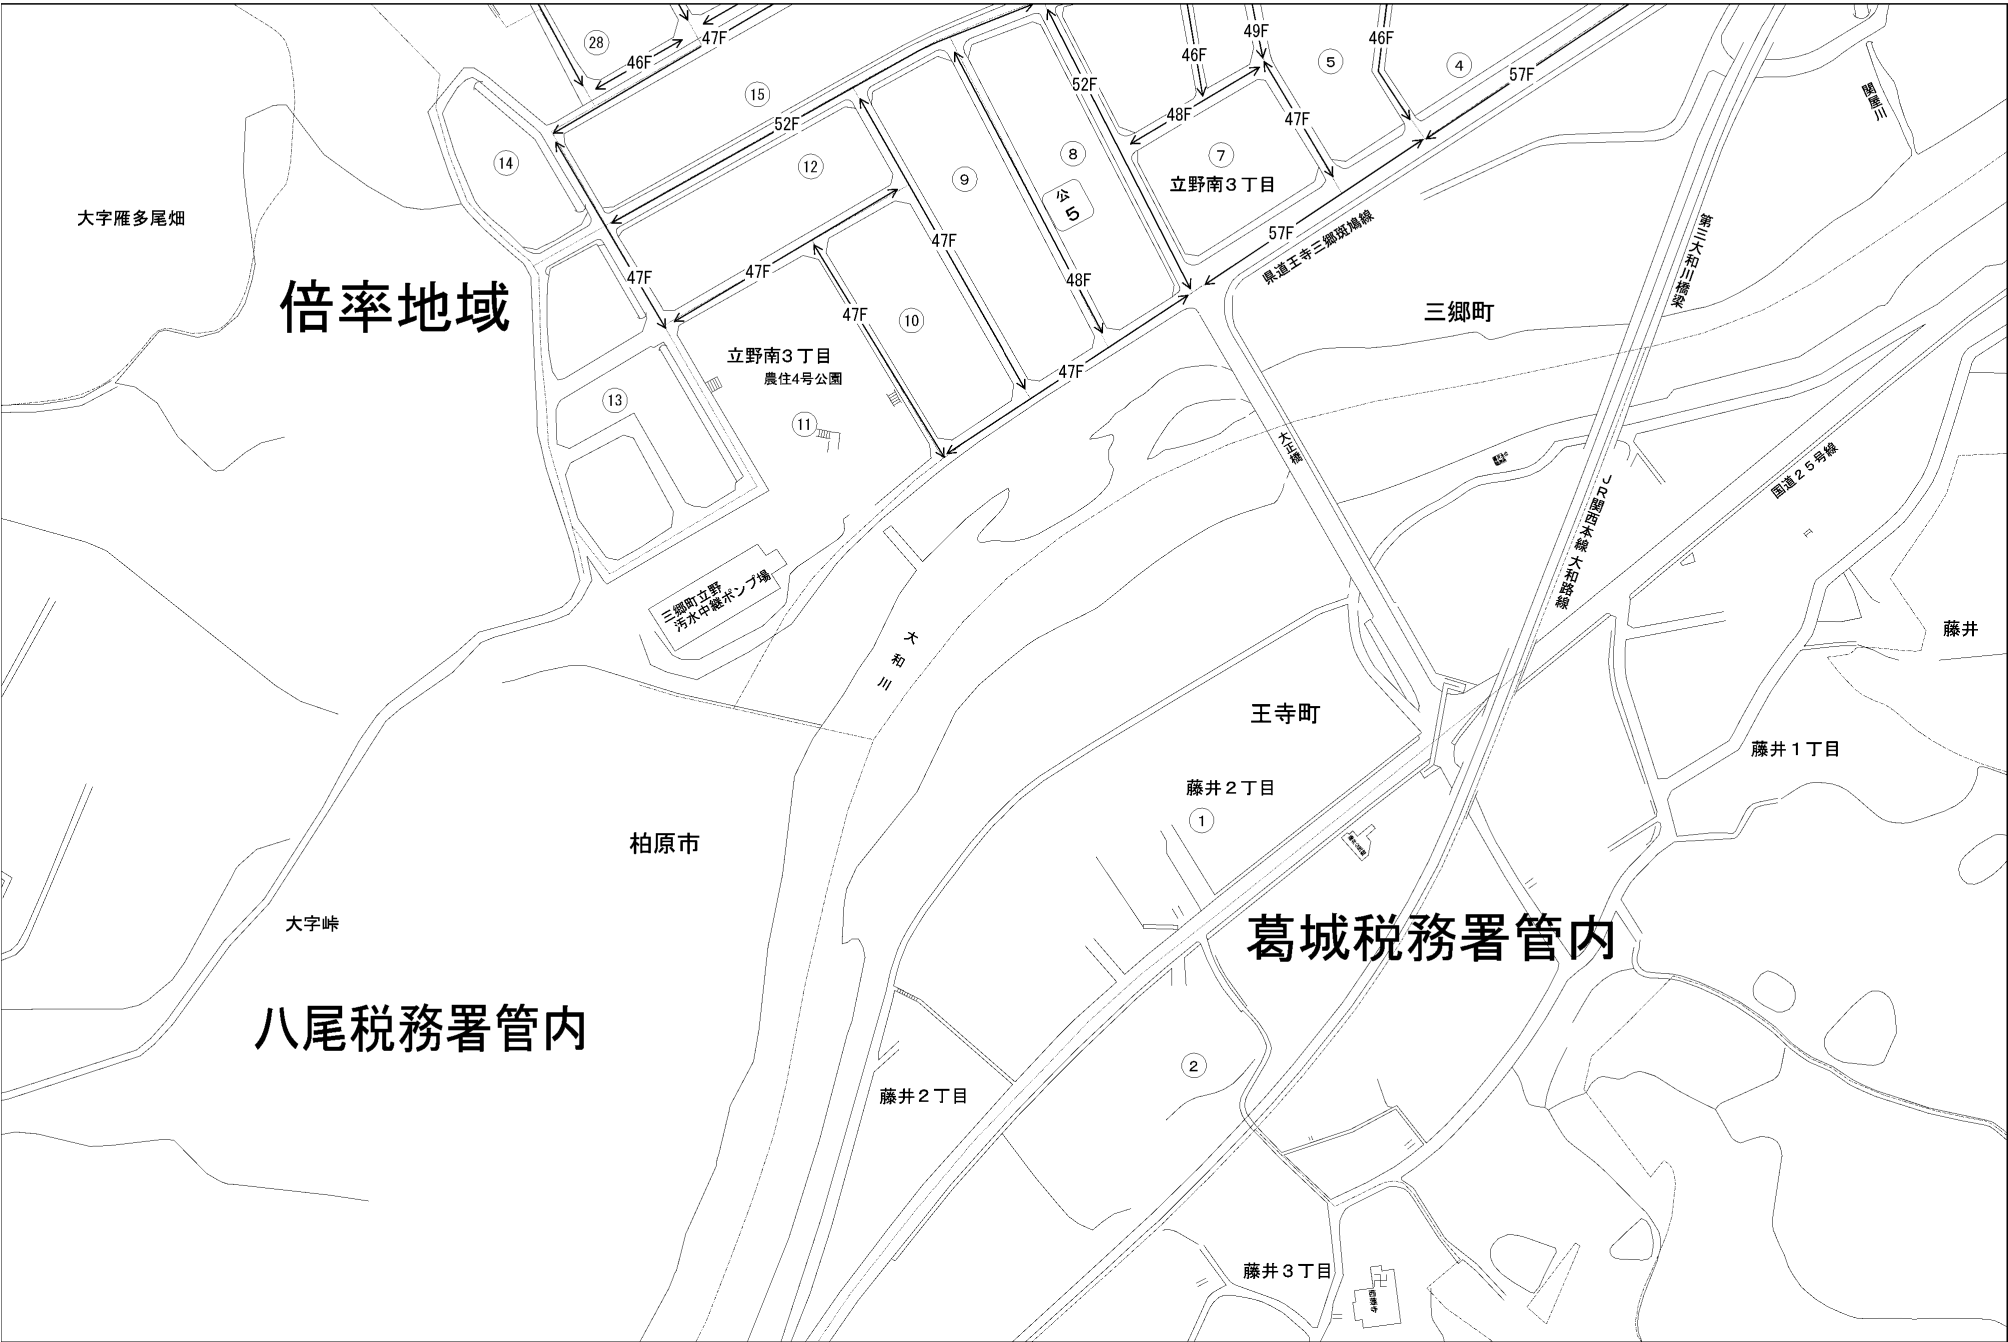 28
46F
47F
46F
49F
5
46F
4
57F
関屋川
15
52F
52F
48F
47F
14
12
9
8
7
立野南3丁目
公
5
大字雁多尾畑
倍率地域
47F
47F
47F
48F
57F
県道王寺三郷斑鳩線
第三大和川橋梁
三郷町
47F
10
立野南3丁目
農住4号公園
47F
13
11
大正橋
国道25号線
JR関西本線 大和路線
三郷町立野
汚水中継ポンプ場
大和川
藤井
王寺町
藤井1丁目
藤井2丁目
1
柏原市
大字峠
葛城税務署管内
八尾税務署管内
2
藤井2丁目
藤井3丁目